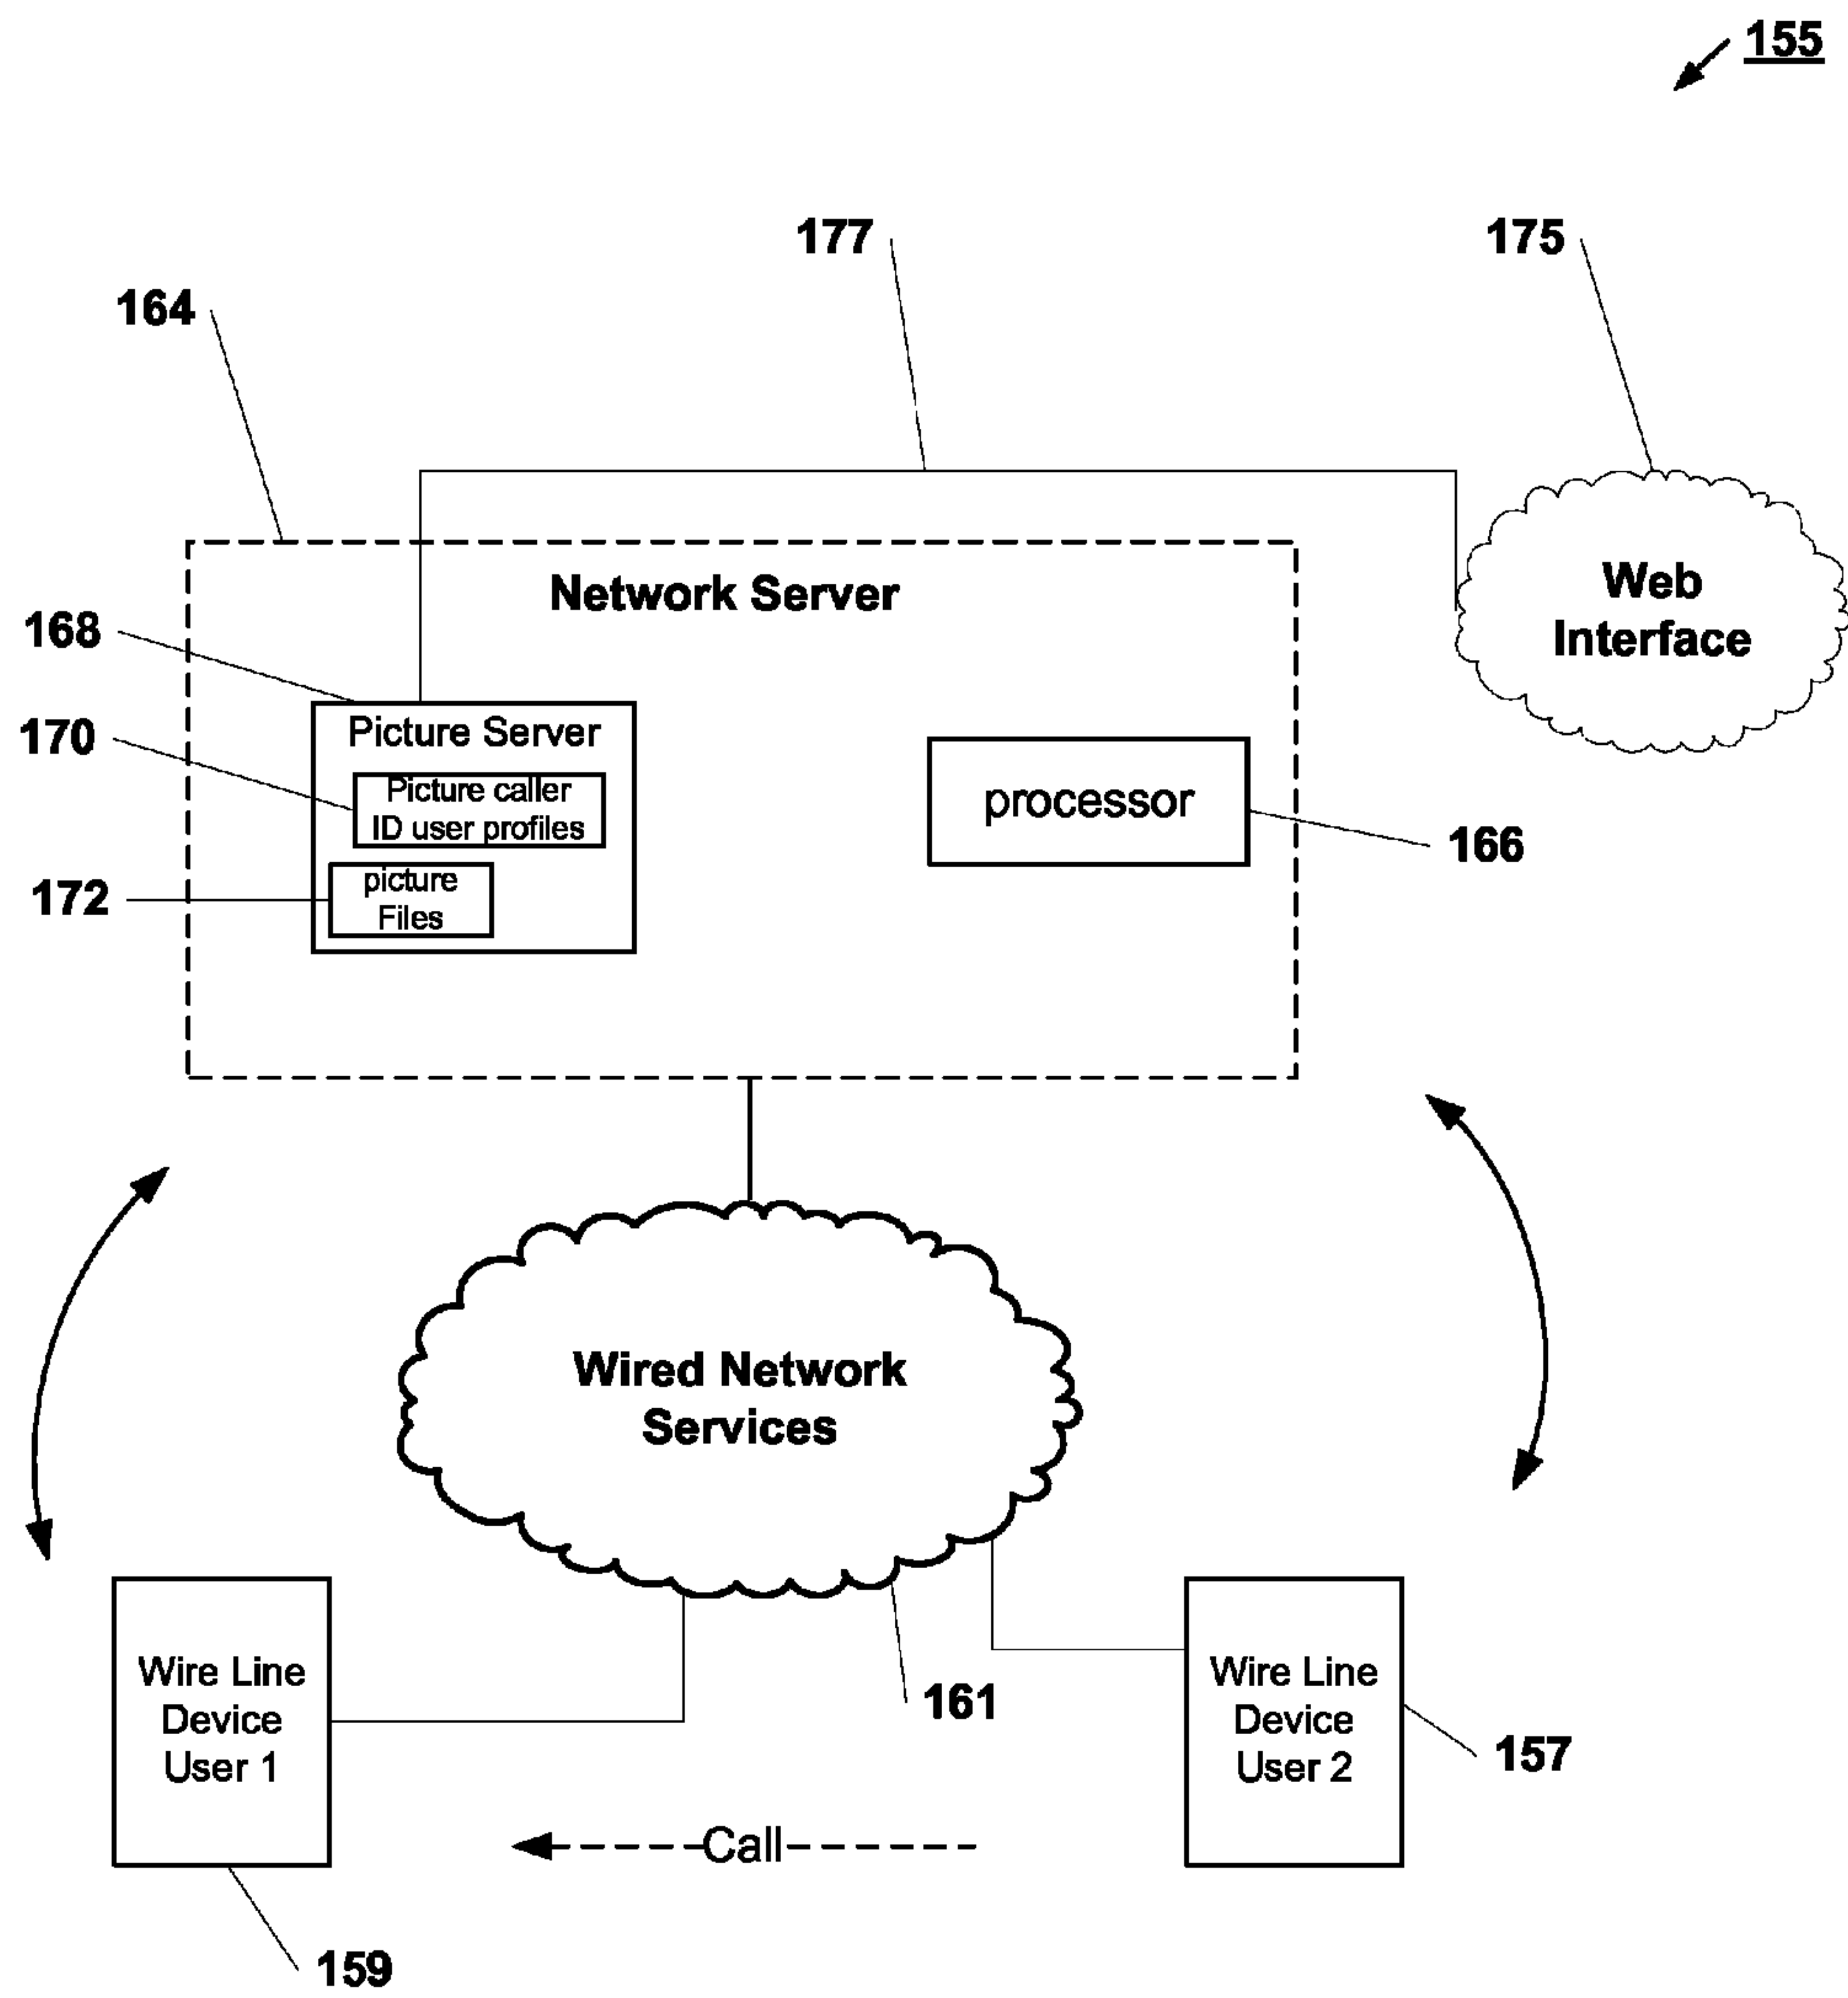 155
177
175
164
Network Server
Web
Interface
168
Picture Server
170
Picture caller
ID user profiles
processor
166
picture
Files
172
Wired Network
Services
Wire Line
Device
User 1
161
Wire Line
Device
User 2
157
Call
159